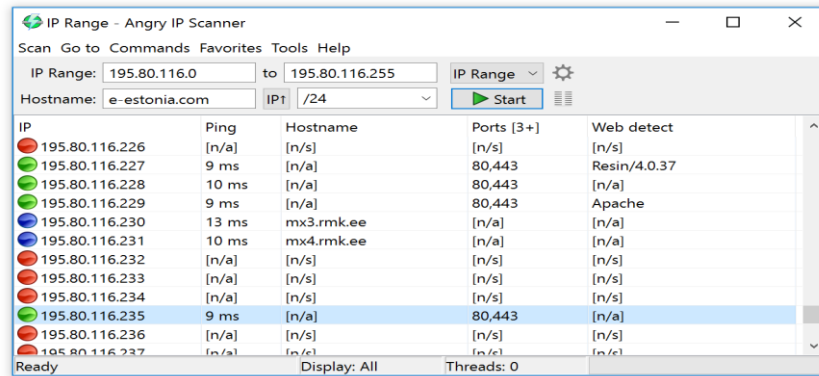 IP Range - Angry IP Scanner
Scan Go to Commands Favorites Tools Help
IP Range: 195.80.116.0 to 195.80.116.255 IP Range
Hostname: e-estonia.com IP↑ /24 Start
IP Ping Hostname Ports [3+] Web detect
195.80.116.226 [n/a] [n/s] [n/s] [n/s]
195.80.116.227 9 ms [n/a] 80,443 Resin/4.0.37
195.80.116.228 10 ms [n/a] 80,443 [n/a]
195.80.116.229 9 ms [n/a] 80,443 Apache
195.80.116.230 13 ms mx3.rmk.ee [n/a] [n/a]
195.80.116.231 10 ms mx4.rmk.ee [n/a] [n/a]
195.80.116.232 [n/a] [n/s] [n/s] [n/s]
195.80.116.233 [n/a] [n/s] [n/s] [n/s]
195.80.116.234 [n/a] [n/s] [n/s] [n/s]
195.80.116.235 9 ms [n/a] 80,443 [n/a]
195.80.116.236 [n/a] [n/s] [n/s] [n/s]
195.80.116.237 [n/a] [n/s] [n/s] [n/s]
Ready Display: All Threads: 0